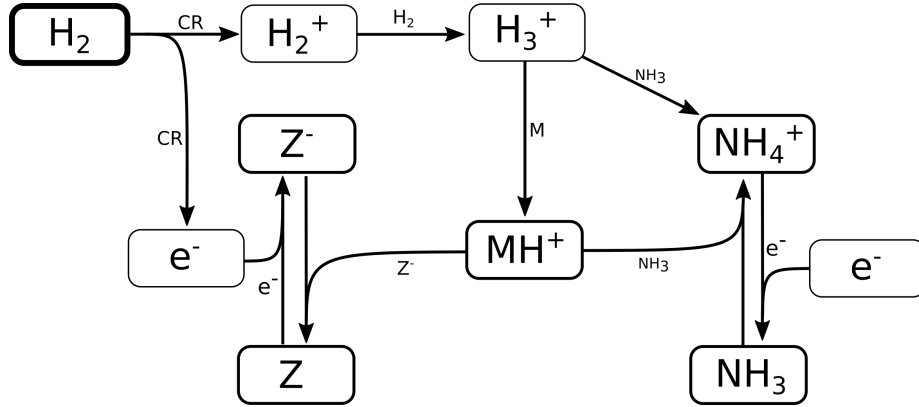 H₂
CR
H₂⁺
H₂
H₃⁺
NH₃
CR
M
Z⁻
NH₄⁺
e⁻
e⁻
Z⁻
MH⁺
NH₃
e⁻
e⁻
Z
NH₃